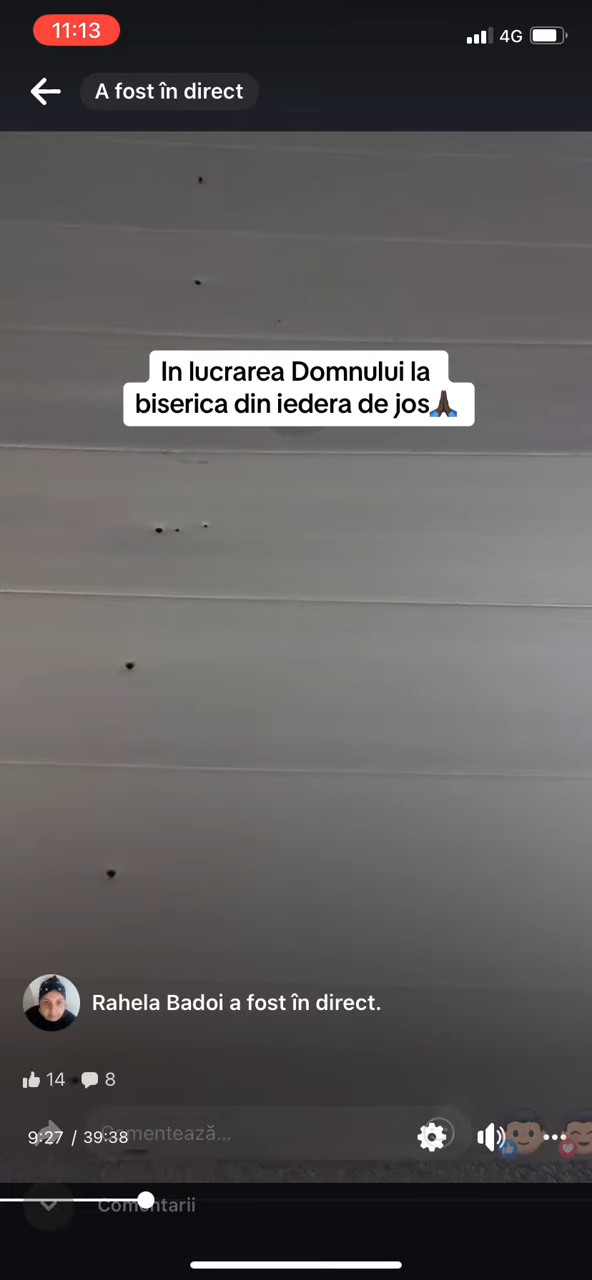 11:13
4G
A fost în direct
In lucrarea Domnului la
biserica din iedera de jos🙏🏿
Rahela Badoi a fost în direct.
14 8
9:27 / 39:38
Comentează...
Comentarii